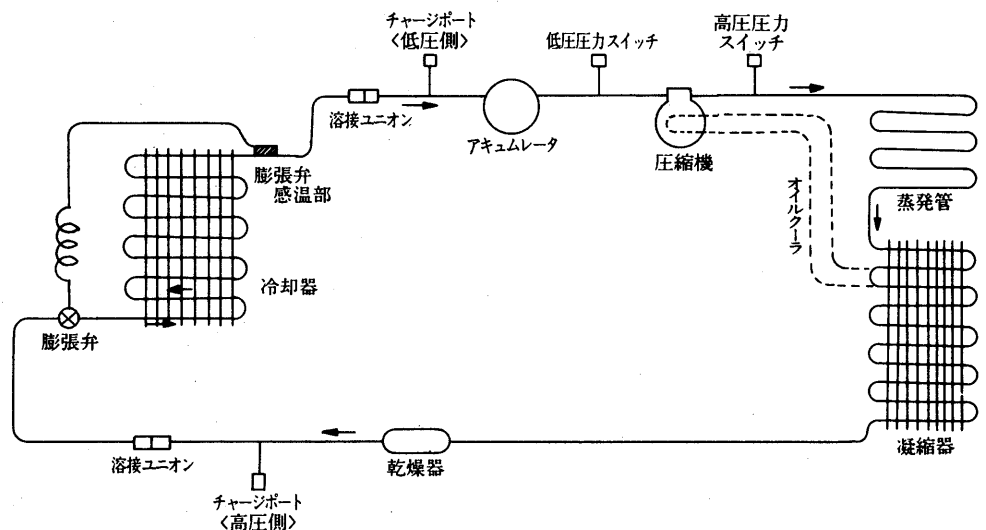 チャージポート
〈低圧側〉
低圧圧力スイッチ
高圧圧力
スイッチ
溶接ユニオン
アキュムレータ
圧縮機
膨張弁
感温部
オイルクーラ
蒸発管
冷却器
膨張弁
凝縮器
溶接ユニオン
乾燥器
チャージポート
〈高圧側〉